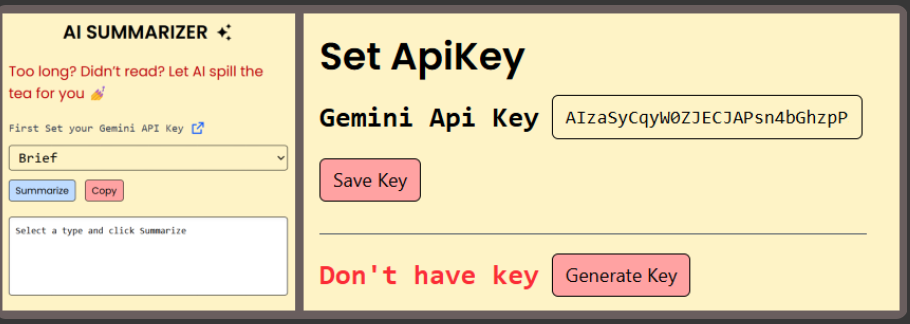 AI SUMMARIZER
Too long? Didn't read? Let AI spill the
tea for you
First Set your Gemini API Key
Brief
Summarize
Copy
Select a type and click Summarize
Set ApiKey
Gemini Api Key
AIzaSyCqyW0ZJECJAPsn4bGhzpP
Save Key
Don't have key
Generate Key